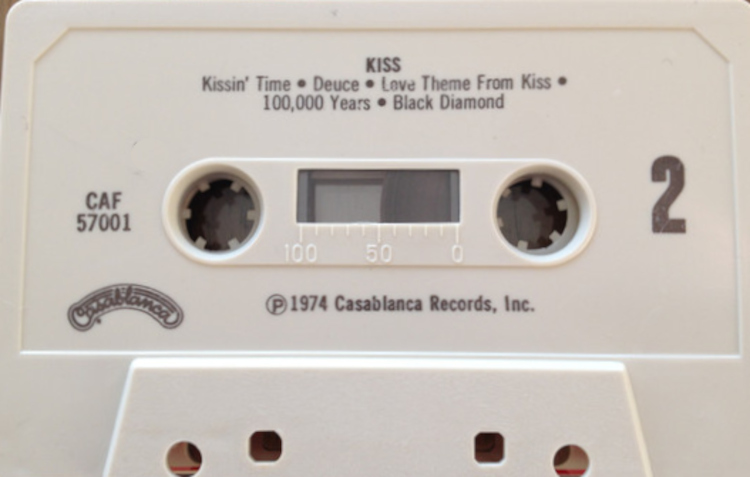 KISS
Kissin' Time • Deuce • Love Theme From Kiss •
100,000 Years • Black Diamond
CAF
57001
2
100 50 0
Casablanca
Ⓟ1974 Casablanca Records, Inc.